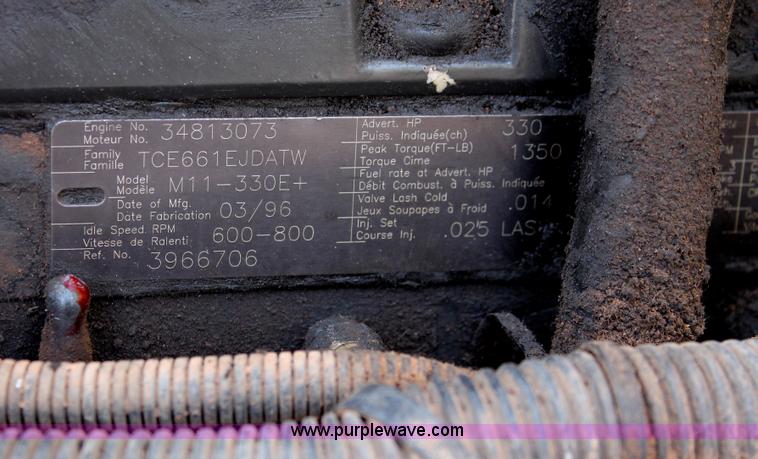 Engine No. 34813073
Moteur No.
Family TCE661EJDATW
Famille
Model M11-330E+
Modèle
Date of Mfg. 03/96
Date Fabrication
Idle Speed RPM 600-800
Vitesse de Ralenti
Ref. No. 3966706
Advert. HP 330
Puiss. Indiquée(ch)
Peak Torque(FT-LB) 1350
Torque Cime
Fuel rate at Advert. HP
Débit Combust. à Puiss. Indiquée
Valve Lash Cold .014
Jeux Soupapes à Froid
Inj. Set .025 LAS
Course Inj.
www.purplewave.com